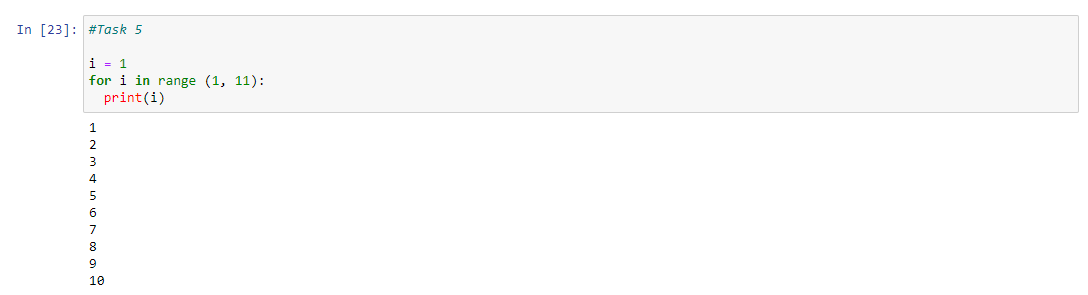 In [23]: #Task 5
i = 1
for i in range (1, 11):
  print(i)
1
2
3
4
5
6
7
8
9
10